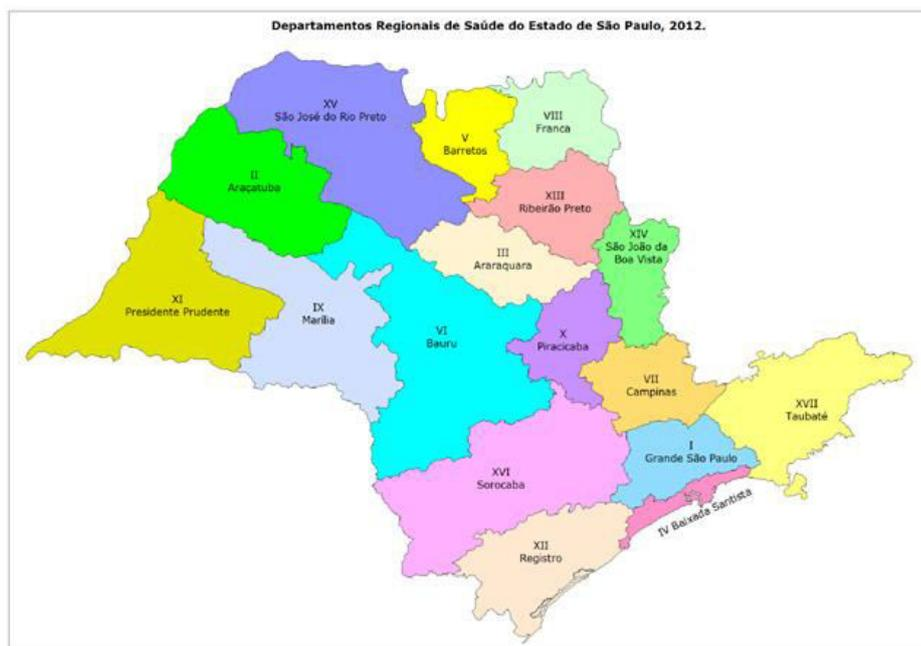 Departamentos Regionais de Saúde do Estado de São Paulo, 2012.
XV
São José do Rio Preto
V
Barretos
VIII
Franca
II
Araçatuba
XIII
Ribeirão Preto
XIV
São João da
Boa Vista
III
Araraquara
XI
Presidente Prudente
IX
Marília
VI
Bauru
X
Piracicaba
VII
Campinas
XVII
Taubaté
I
Grande São Paulo
XVI
Sorocaba
IV Baixada Santista
XII
Registro